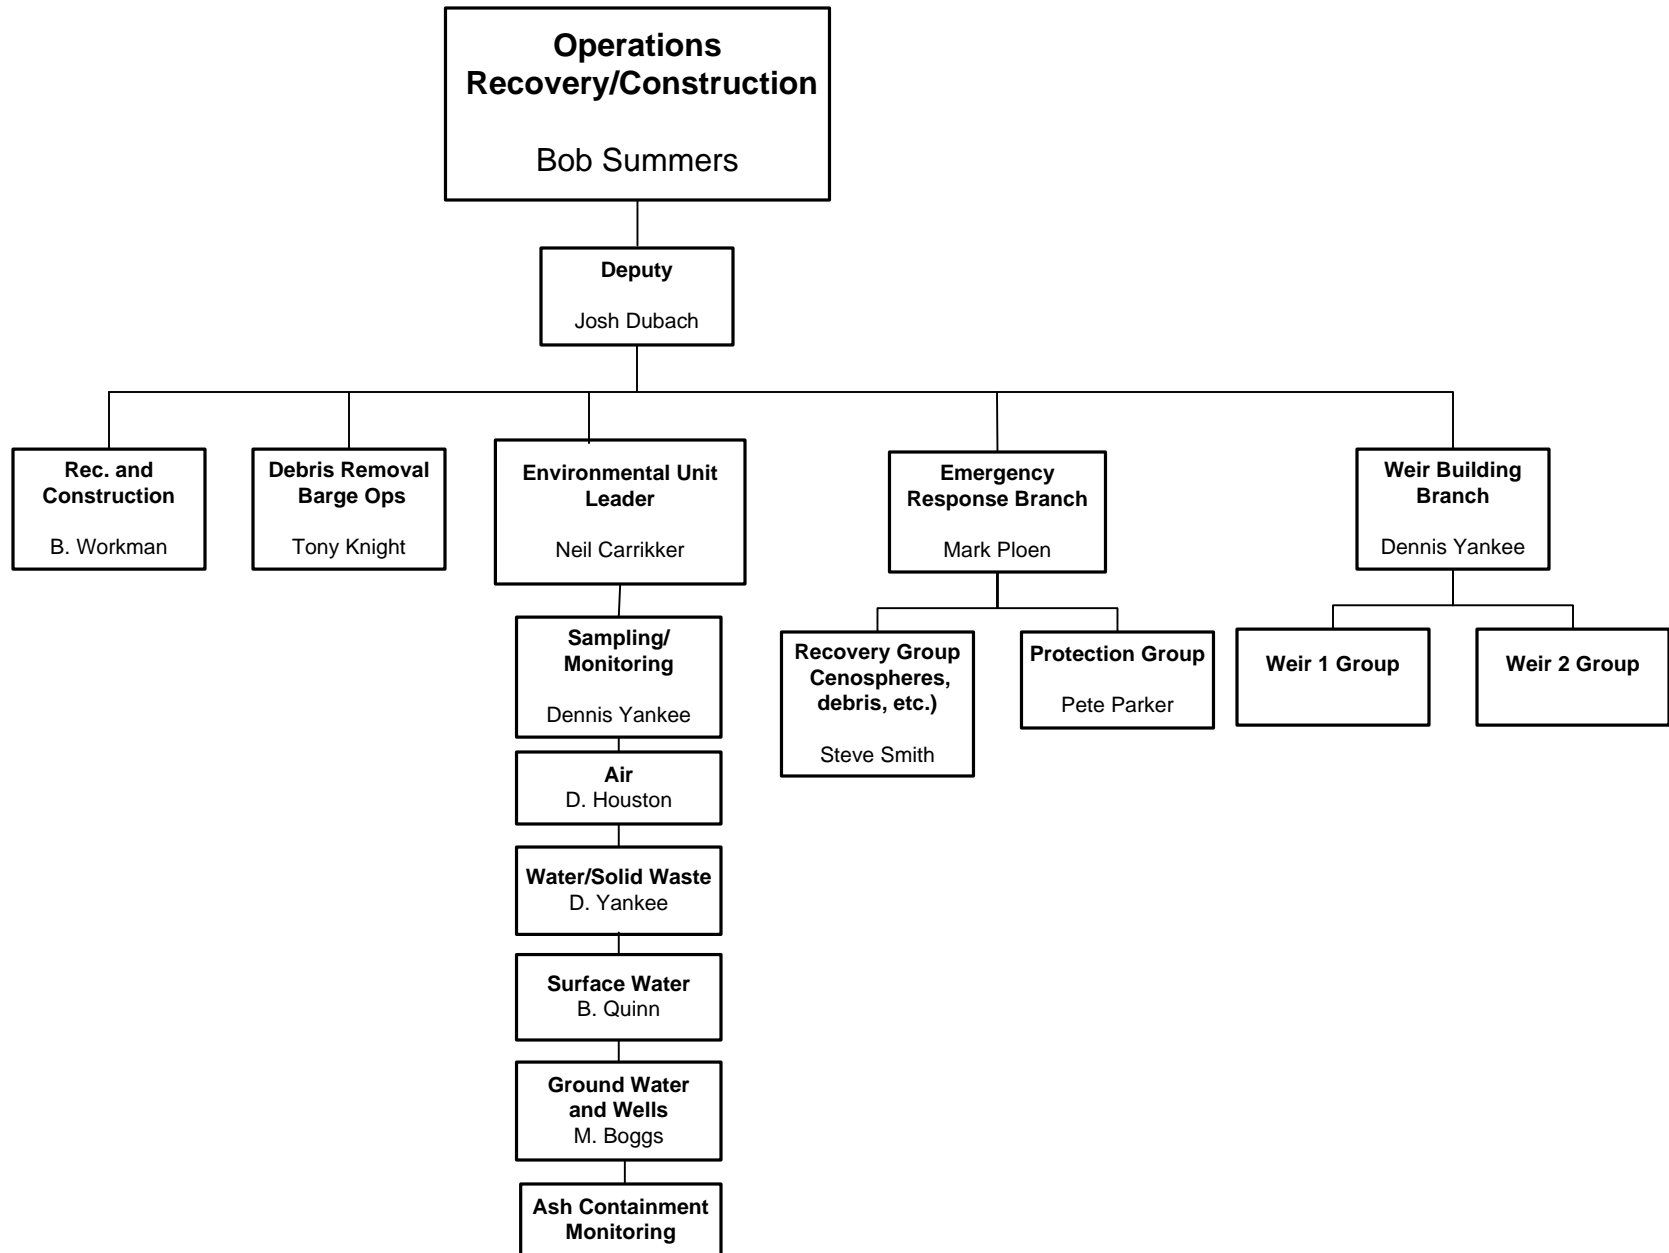 Operations
Recovery/Construction
Bob Summers
Deputy
Josh Dubach
Rec. and
Construction
B. Workman
Debris Removal
Barge Ops
Tony Knight
Environmental Unit
Leader
Neil Carrikker
Emergency
Response Branch
Mark Ploen
Weir Building
Branch
Dennis Yankee
Sampling/
Monitoring
Dennis Yankee
Air
D. Houston
Water/Solid Waste
D. Yankee
Surface Water
B. Quinn
Ground Water
and Wells
M. Boggs
Ash Containment
Monitoring
Recovery Group
Cenospheres,
debris, etc.)
Steve Smith
Protection Group
Pete Parker
Weir 1 Group
Weir 2 Group